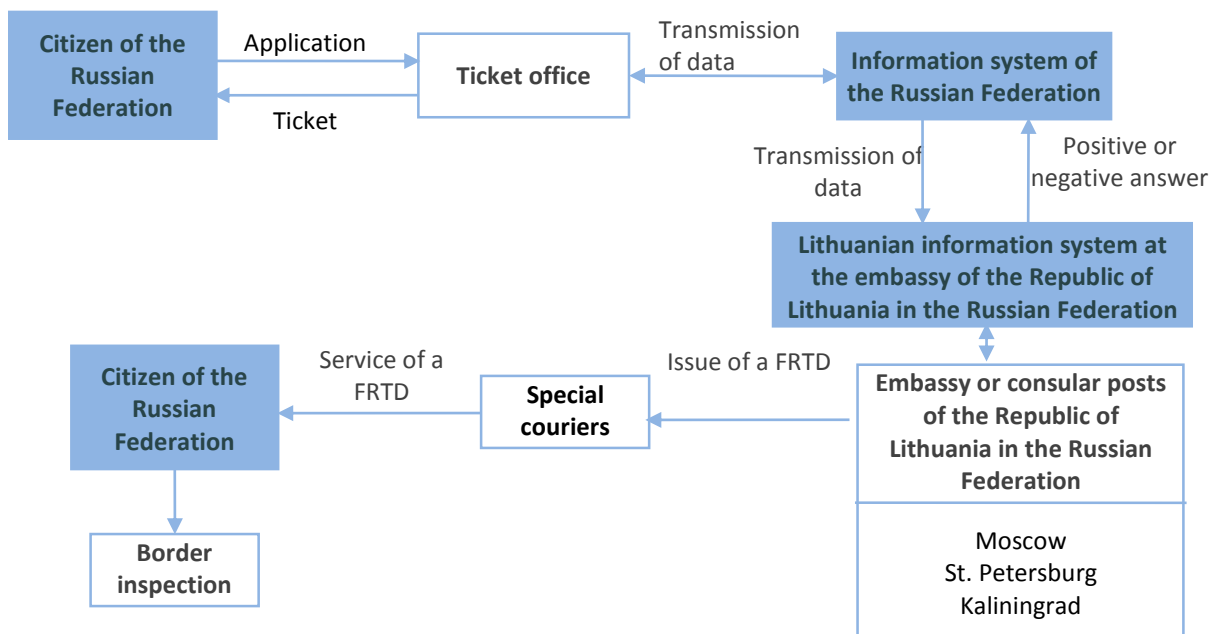 Citizen of the
Russian
Federation
Application
Ticket
Ticket office
Transmission
of data
Information system of
the Russian Federation
Transmission of
data
Positive or
negative answer
Lithuanian information system at
the embassy of the Republic of
Lithuania in the Russian Federation
Citizen of the
Russian
Federation
Service of a
FRTD
Special
couriers
Issue of a FRTD
Embassy or consular posts
of the Republic of
Lithuania in the Russian
Federation
Moscow
St. Petersburg
Kaliningrad
Border
inspection